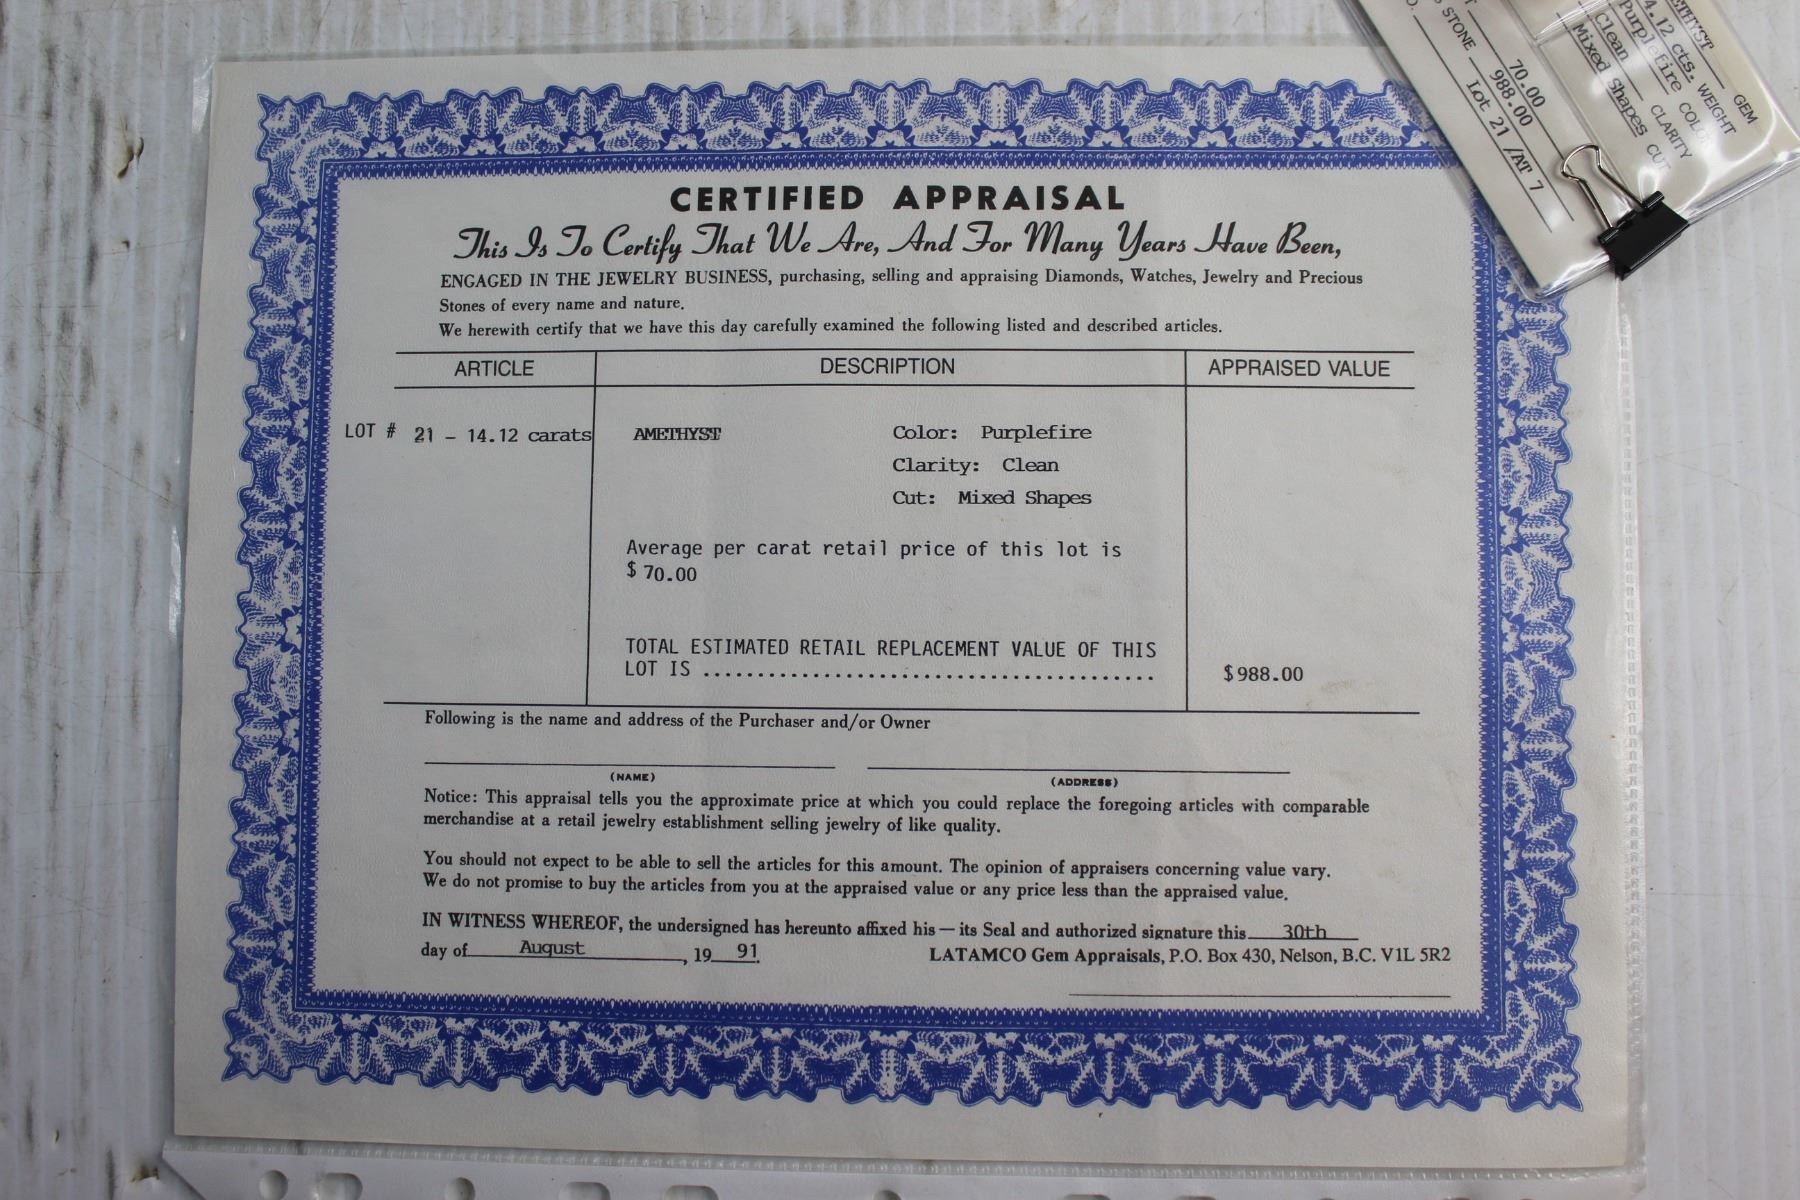 CERTIFIED APPRAISAL
This Is To Certify That We Are, And For Many Years Have Been,
ENGAGED IN THE JEWELRY BUSINESS, purchasing, selling and appraising Diamonds, Watches, Jewelry and Precious
Stones of every name and nature.
We herewith certify that we have this day carefully examined the following listed and described articles.
ARTICLE DESCRIPTION APPRAISED VALUE
LOT # 21 - 14.12 carats AMETHYST Color: Purplefire
Clarity: Clean
Cut: Mixed Shapes
Average per carat retail price of this lot is
$ 70.00
TOTAL ESTIMATED RETAIL REPLACEMENT VALUE OF THIS
LOT IS .......................................... $988.00
Following is the name and address of the Purchaser and/or Owner
(NAME) (ADDRESS)
Notice: This appraisal tells you the approximate price at which you could replace the foregoing articles with comparable
merchandise at a retail jewelry establishment selling jewelry of like quality.
You should not expect to be able to sell the articles for this amount. The opinion of appraisers concerning value vary.
We do not promise to buy the articles from you at the appraised value or any price less than the appraised value.
IN WITNESS WHEREOF, the undersigned has hereunto affixed his — its Seal and authorized signature this 30th
day of August, 19 91.
LATAMCO Gem Appraisals, P.O. Box 430, Nelson, B.C. V1L 5R2
GEM
4.12 cts. WEIGHT
Purplefire
Clean CLARITY
Mixed Shapes CUT
70.00
STONE 988.00
Lot 21 /AT 7